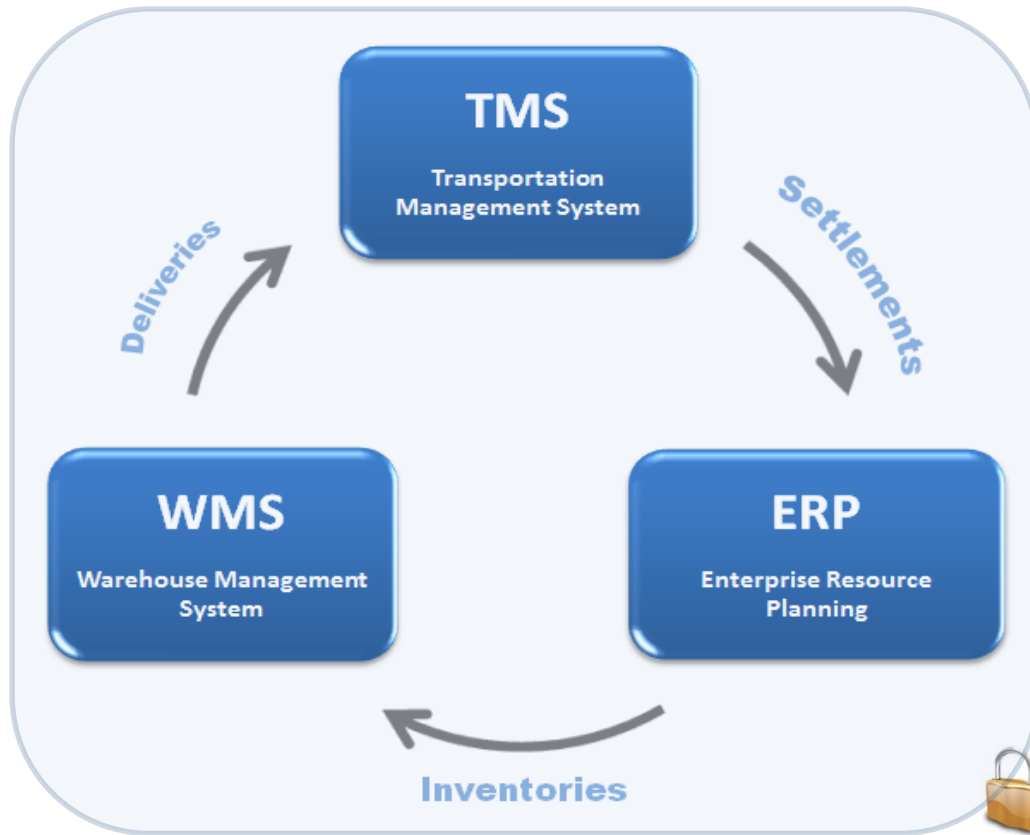 TMS
Transportation
Management System
Deliveries
Settlements
WMS
Warehouse Management
System
ERP
Enterprise Resource
Planning
Inventories